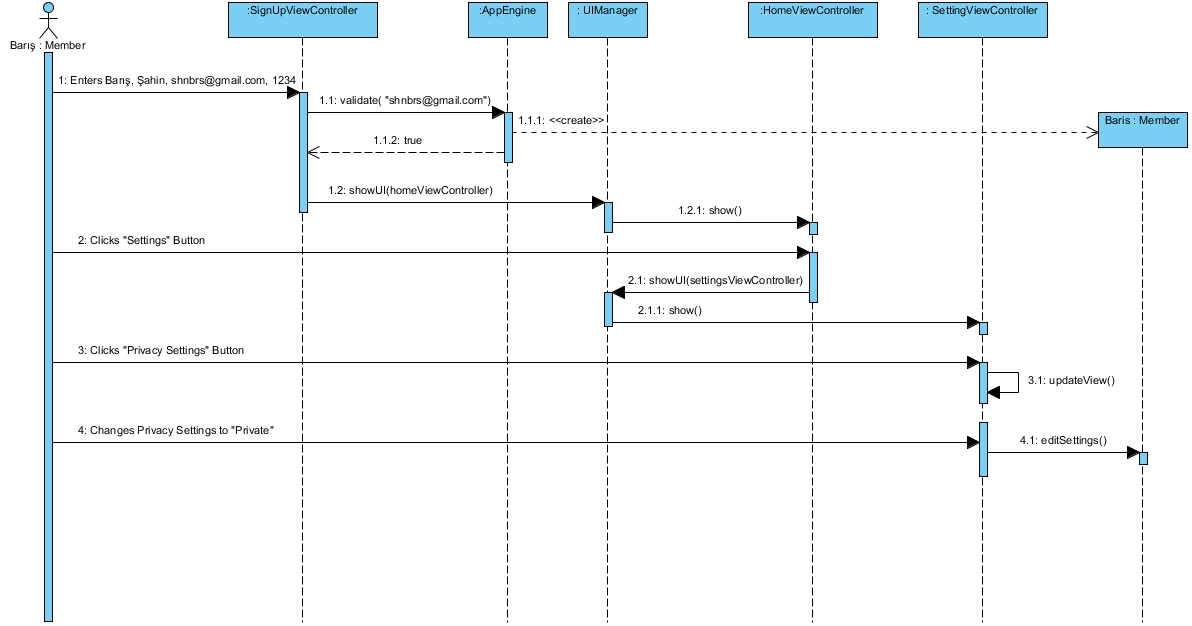 :SignUpViewController
:AppEngine
: UIManager
:HomeViewController
: SettingViewController
Barış : Member
1: Enters Barış, Şahin, shnbrs@gmail.com, 1234
1.1: validate( "shnbrs@gmail.com")
1.1.1: <<create>>
Baris : Member
1.1.2: true
1.2: showUI(homeViewController)
1.2.1: show()
2: Clicks "Settings" Button
2.1: showUI(settingsViewController)
2.1.1: show()
3: Clicks "Privacy Settings" Button
3.1: updateView()
4: Changes Privacy Settings to "Private"
4.1: editSettings()